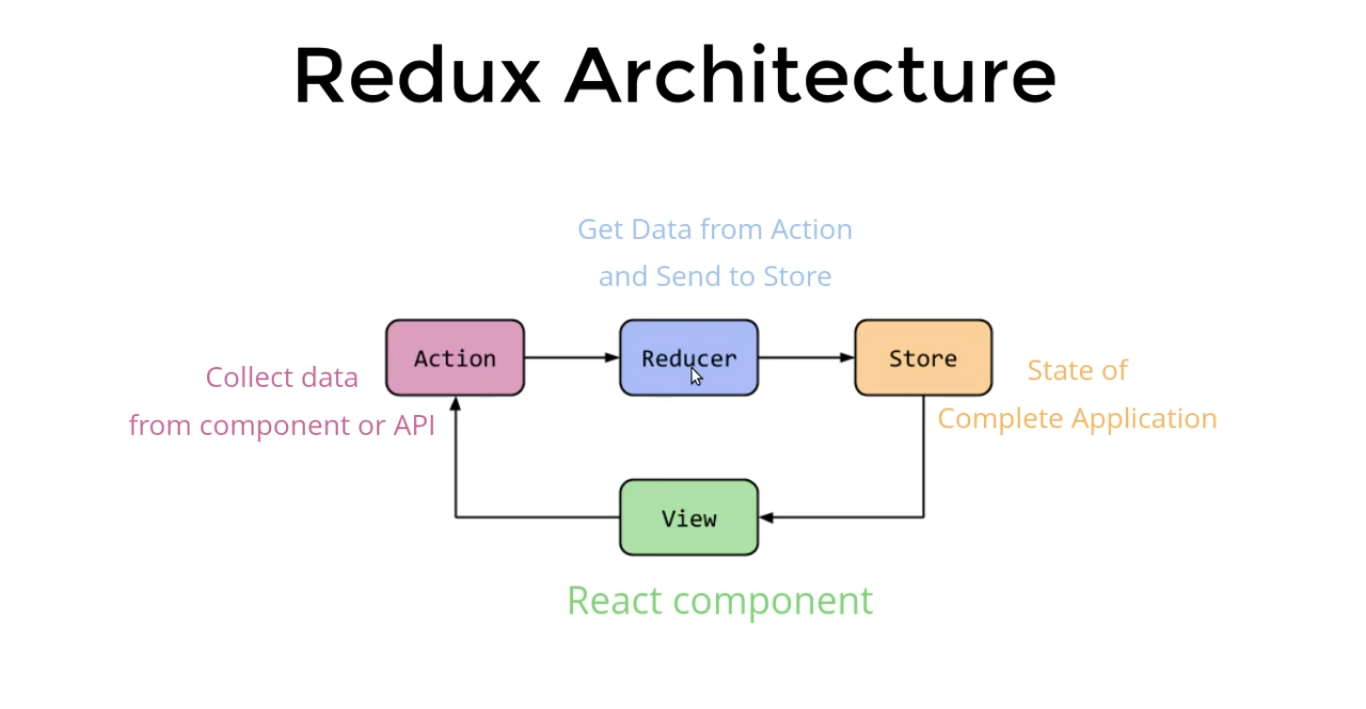 Redux Architecture
Get Data from Action
and Send to Store
Action
Reducer
Store
Collect data
from component or API
State of
Complete Application
View
React component